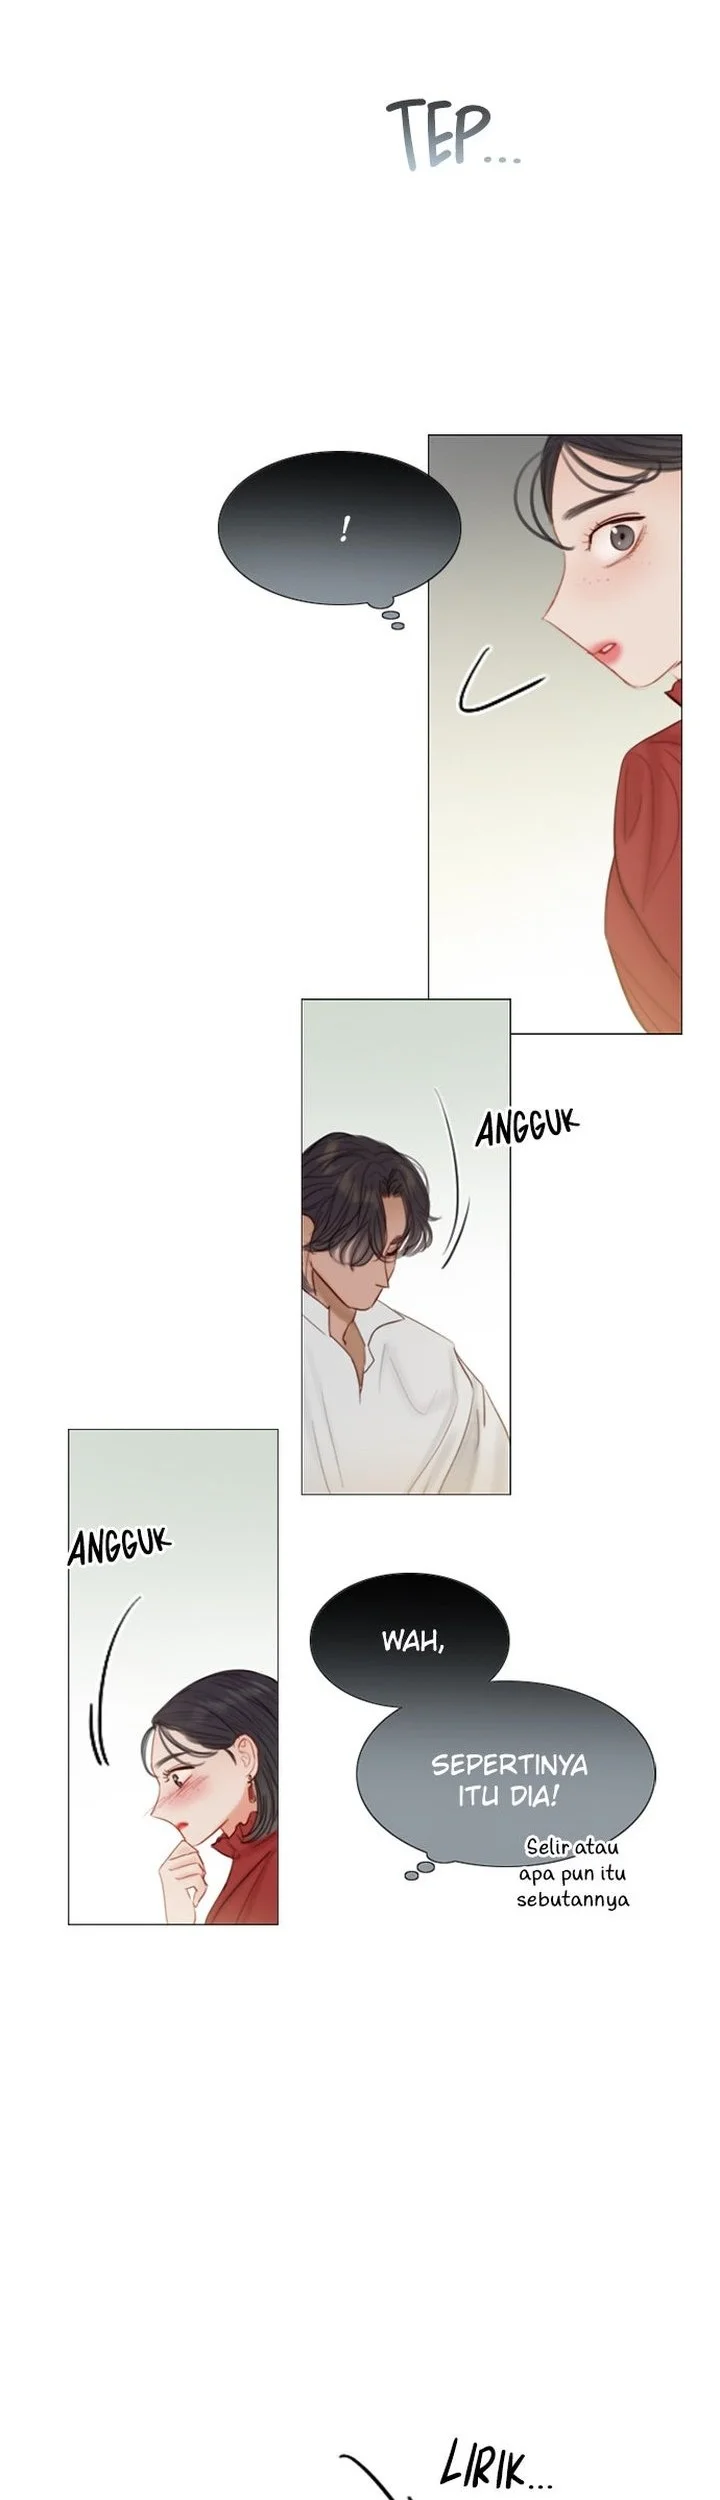 TEP...
!
ANGGUK
ANGGUK
WAH,
SEPERTINYA
ITU DIA!
Selir atau
apa pun itu
sebutannya
LIRIK...